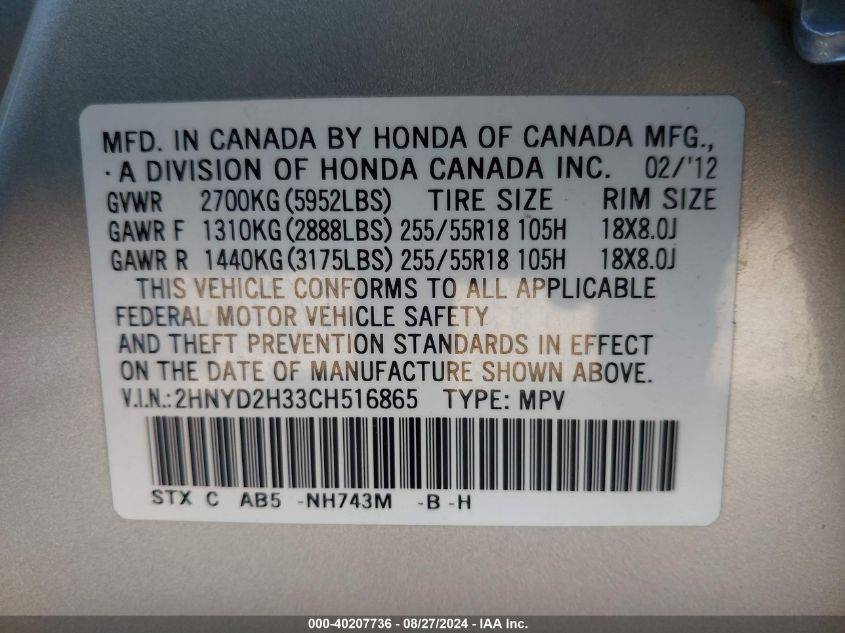 MFD. IN CANADA BY HONDA OF CANADA MFG.,
· A DIVISION OF HONDA CANADA INC. 02/'12
GVWR 2700KG (5952LBS) TIRE SIZE RIM SIZE
GAWR F 1310KG (2888LBS) 255/55R18 105H 18X8.0J
GAWR R 1440KG (3175LBS) 255/55R18 105H 18X8.0J
THIS VEHICLE CONFORMS TO ALL APPLICABLE
FEDERAL MOTOR VEHICLE SAFETY
AND THEFT PREVENTION STANDARDS IN EFFECT
ON THE DATE OF MANUFACTURE SHOWN ABOVE.
V.I.N.: 2HNYD2H33CH516865 TYPE: MPV
STX C AB5 -NH743M -B -H
000-40207736 - 08/27/2024 - IAA Inc.